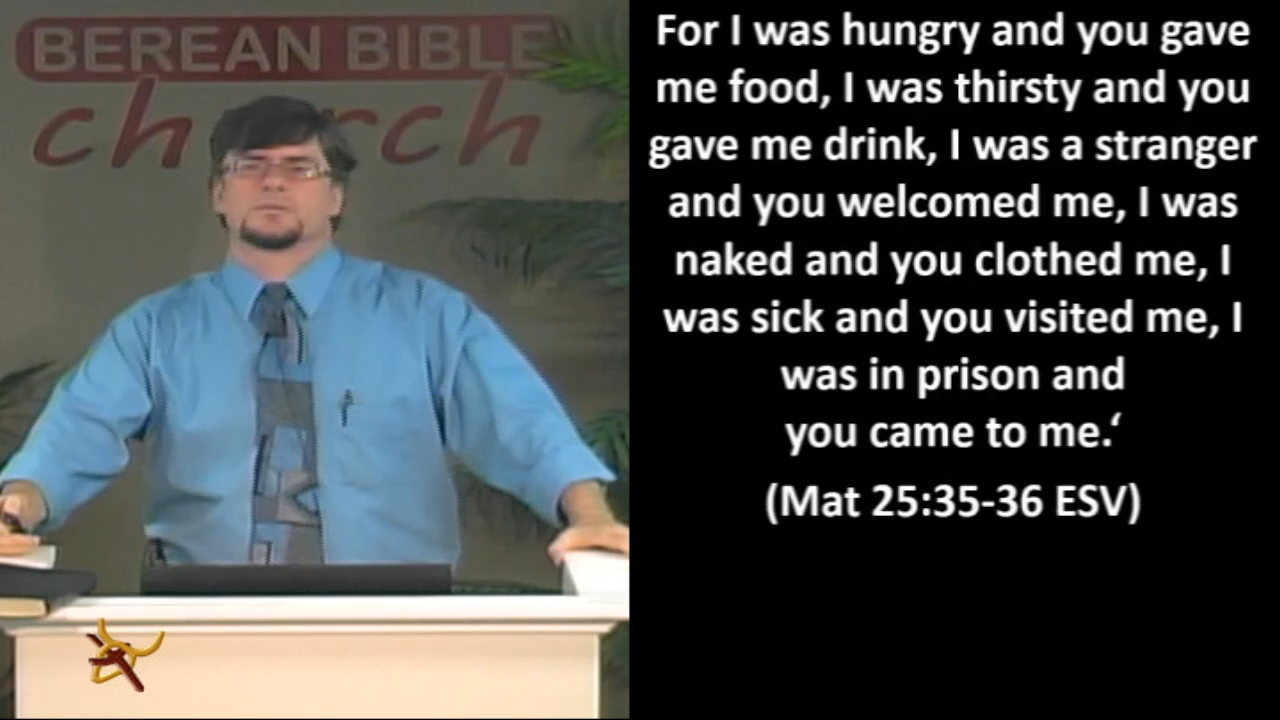 BEREAN BIBLE
ch rch
For I was hungry and you gave
me food, I was thirsty and you
gave me drink, I was a stranger
and you welcomed me, I was
naked and you clothed me, I
was sick and you visited me, I
was in prison and
you came to me.‘
(Mat 25:35-36 ESV)